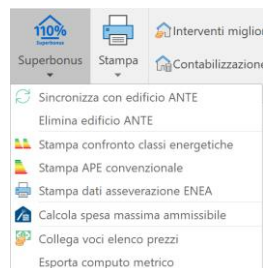 110%
Superbonus
Superbonus
Stampa
Interventi miglio
Contabilizzazione
Sincronizza con edificio ANTE
Elimina edificio ANTE
Stampa confronto classi energetiche
Stampa APE convenzionale
Stampa dati asseverazione ENEA
Calcola spesa massima ammissibile
Collega voci elenco prezzi
Esporta computo metrico